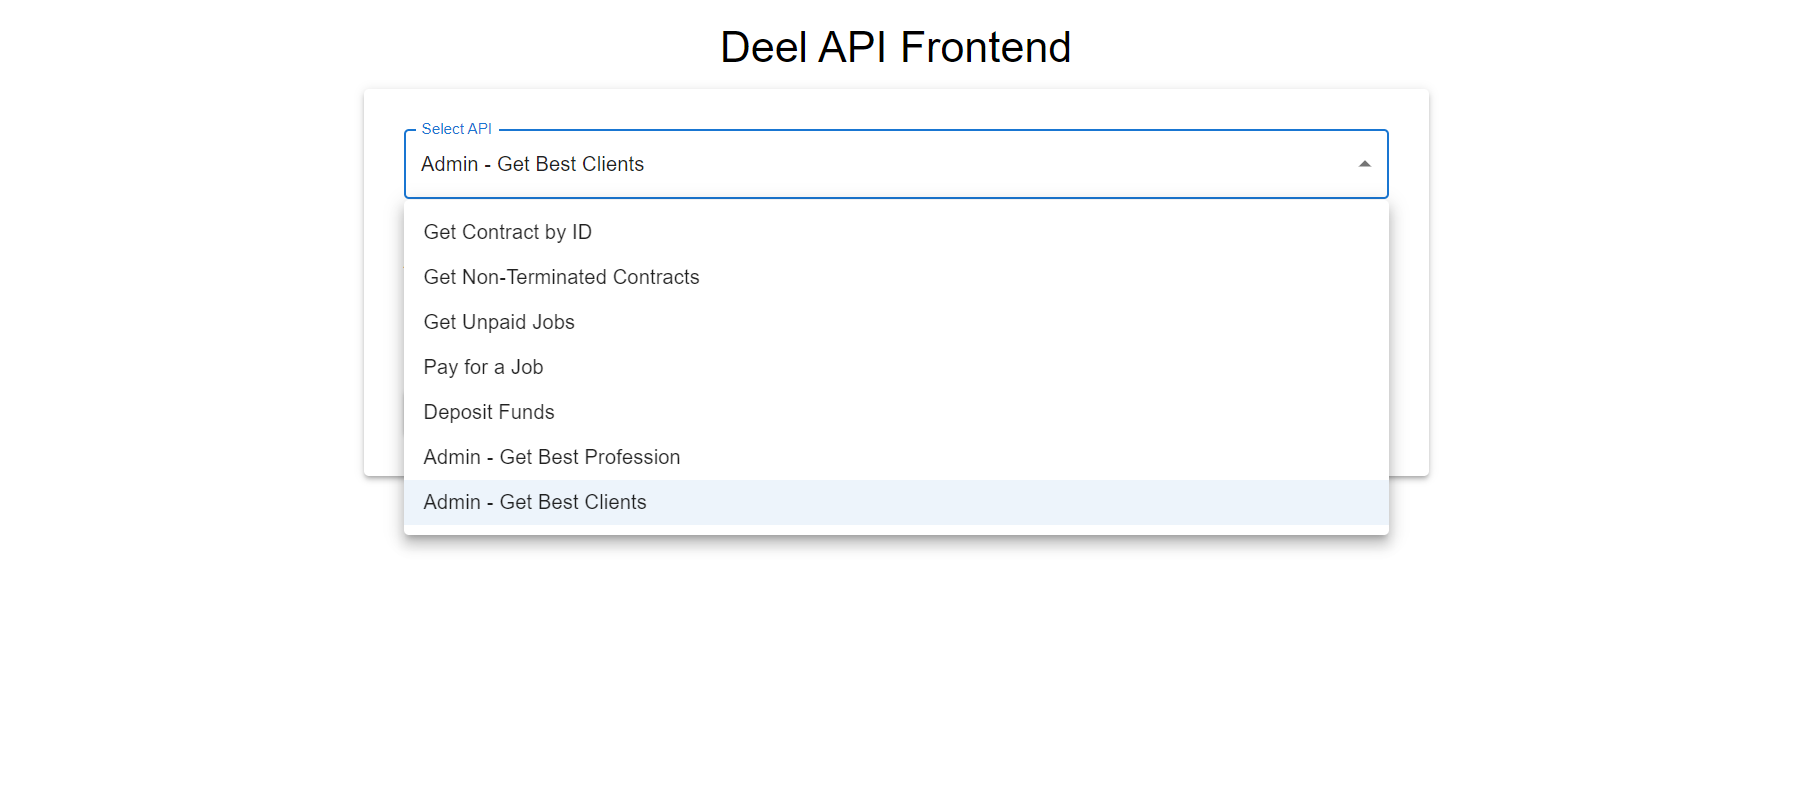 Deel API Frontend
Select API
Admin - Get Best Clients
Get Contract by ID
Get Non-Terminated Contracts
Get Unpaid Jobs
Pay for a Job
Deposit Funds
Admin - Get Best Profession
Admin - Get Best Clients